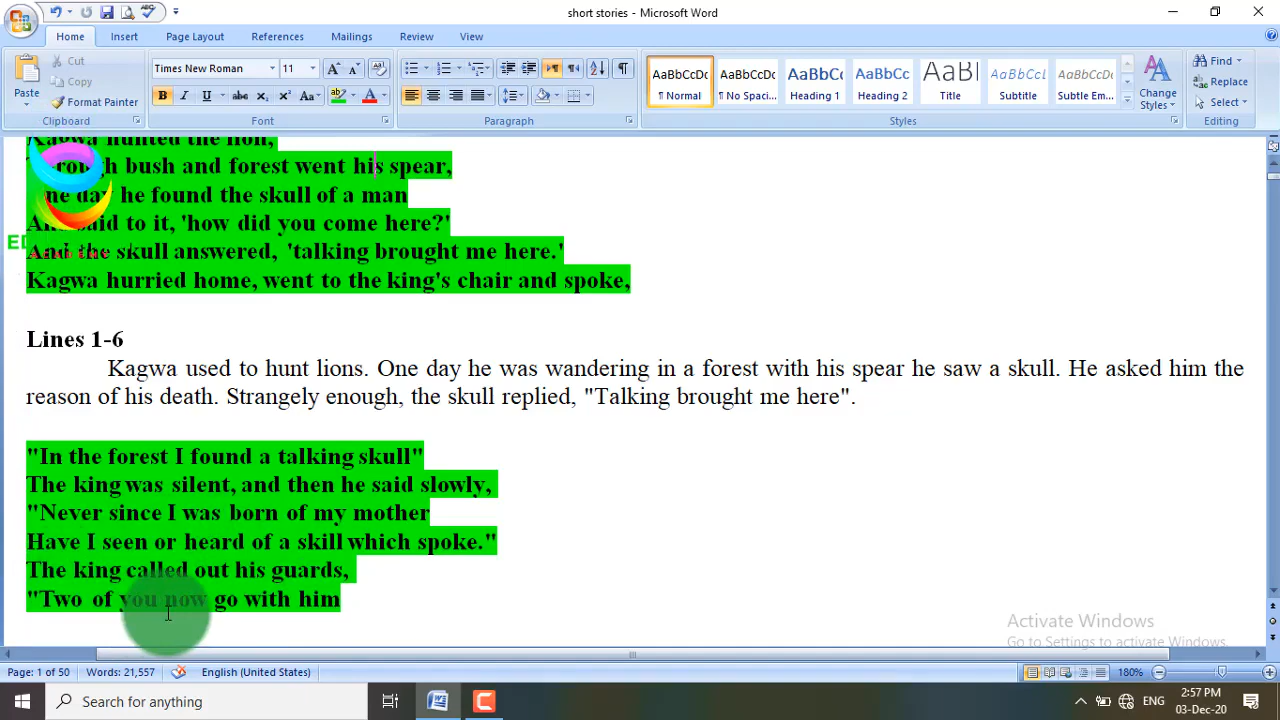 short stories - Microsoft Word
Home Insert Page Layout References Mailings Review View
Paste
Cut
Copy
Format Painter
Clipboard
Times New Roman 11
Font
Paragraph
AaBbCcDc AaBbCcDc AaBbC AaBbCc AaB AaBbCcL AaBbCcDc
¶ Normal ¶ No Spaci... Heading 1 Heading 2 Title Subtitle Subtle Em...
Change Styles
Styles
Find
Replace
Select
Editing
Kagwa hunted the lion,
bush and forest went his spear,
he found the skull of a man
to it, 'how did you come here?'
And the skull answered, 'talking brought me here.'
Kagwa hurried home, went to the king's chair and spoke,
Lines 1-6
Kagwa used to hunt lions. One day he was wandering in a forest with his spear he saw a skull. He asked him the
reason of his death. Strangely enough, the skull replied, "Talking brought me here".
"In the forest I found a talking skull"
The king was silent, and then he said slowly,
"Never since I was born of my mother
Have I seen or heard of a skill which spoke."
The king called out his guards,
"Two of you now go with him
Activate Windows
Go to Settings to activate Windows.
Page: 1 of 50 Words: 21,557 English (United States) 180%
Search for anything
ENG
2:57 PM
03-Dec-20